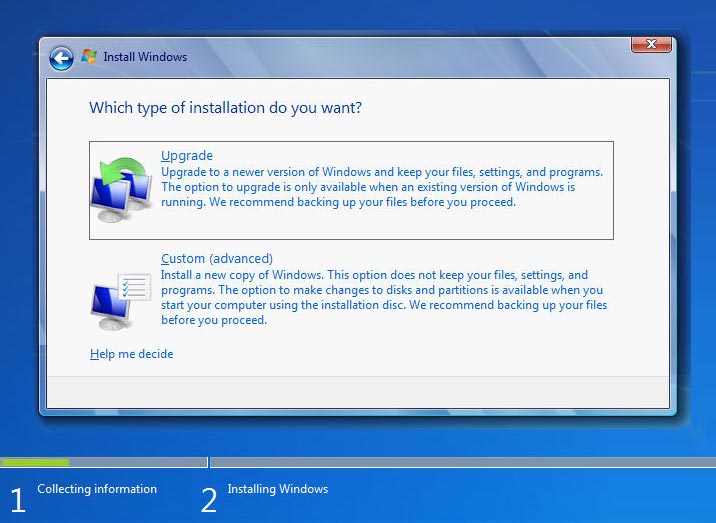 Install Windows
Which type of installation do you want?
Upgrade
Upgrade to a newer version of Windows and keep your files, settings, and programs.
The option to upgrade is only available when an existing version of Windows is
running. We recommend backing up your files before you proceed.
Custom (advanced)
Install a new copy of Windows. This option does not keep your files, settings, and
programs. The option to make changes to disks and partitions is available when you
start your computer using the installation disc. We recommend backing up your files
before you proceed.
Help me decide
1 Collecting information 2 Installing Windows